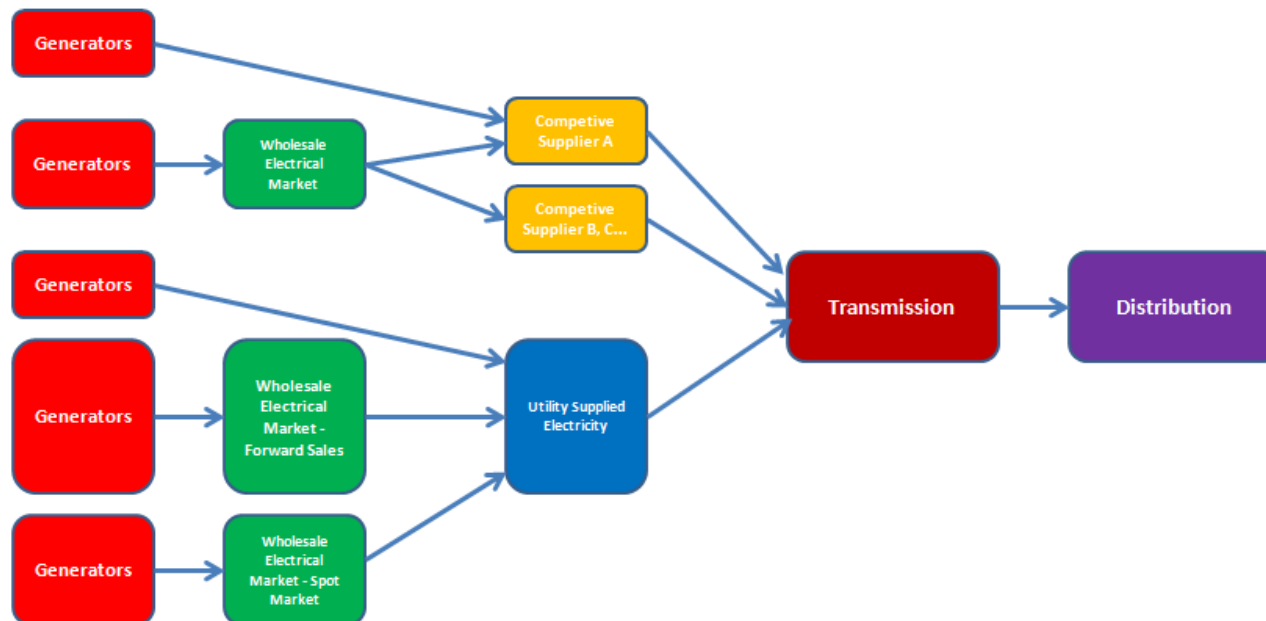 Generators
Competive
Supplier A
Generators
Wholesale
Electrical
Market
Competive
Supplier B, C...
Generators
Transmission
Distribution
Generators
Wholesale
Electrical
Market -
Forward Sales
Utility Supplied
Electricity
Generators
Wholesale
Electrical
Market - Spot
Market